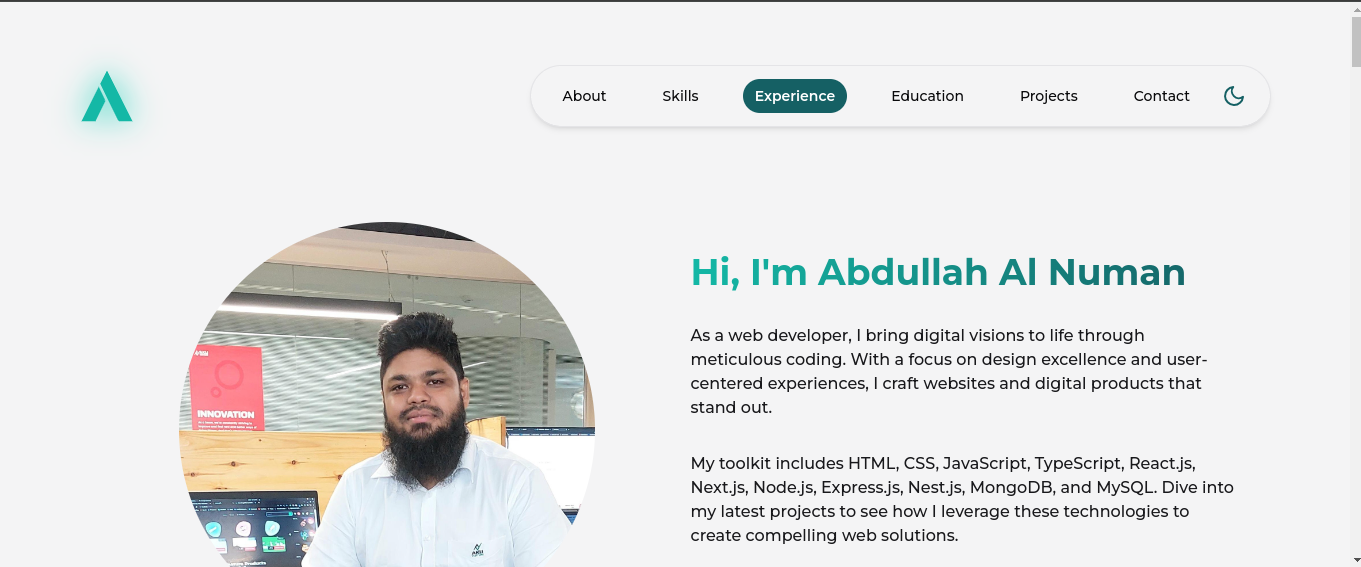 About Skills Experience Education Projects Contact
Hi, I'm Abdullah Al Numan
As a web developer, I bring digital visions to life through
meticulous coding. With a focus on design excellence and user-
centered experiences, I craft websites and digital products that
stand out.
INNOVATION
My toolkit includes HTML, CSS, JavaScript, TypeScript, React.js,
Next.js, Node.js, Express.js, Nest.js, MongoDB, and MySQL. Dive into
my latest projects to see how I leverage these technologies to
create compelling web solutions.